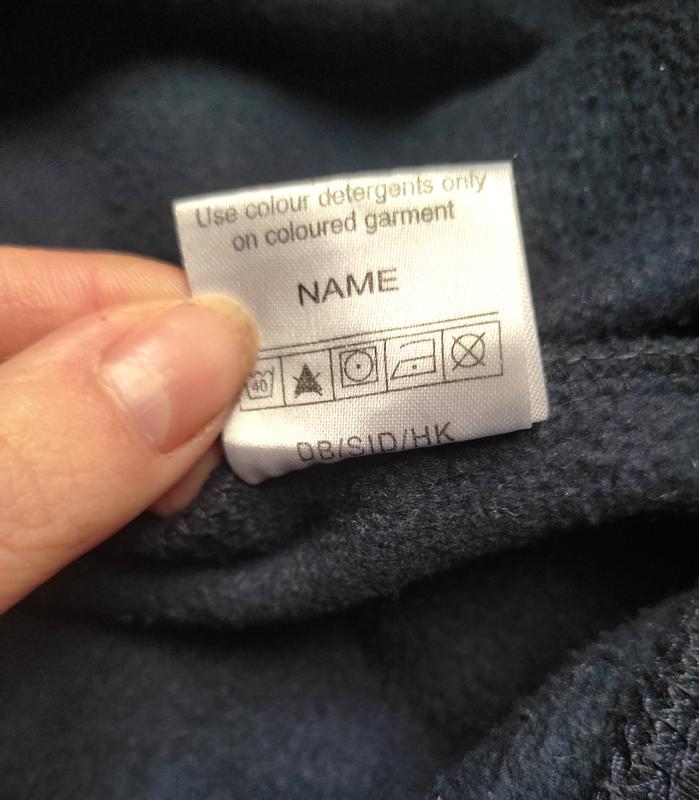 Use colour detergents only
on coloured garment
NAME
40
DB/SID/HK